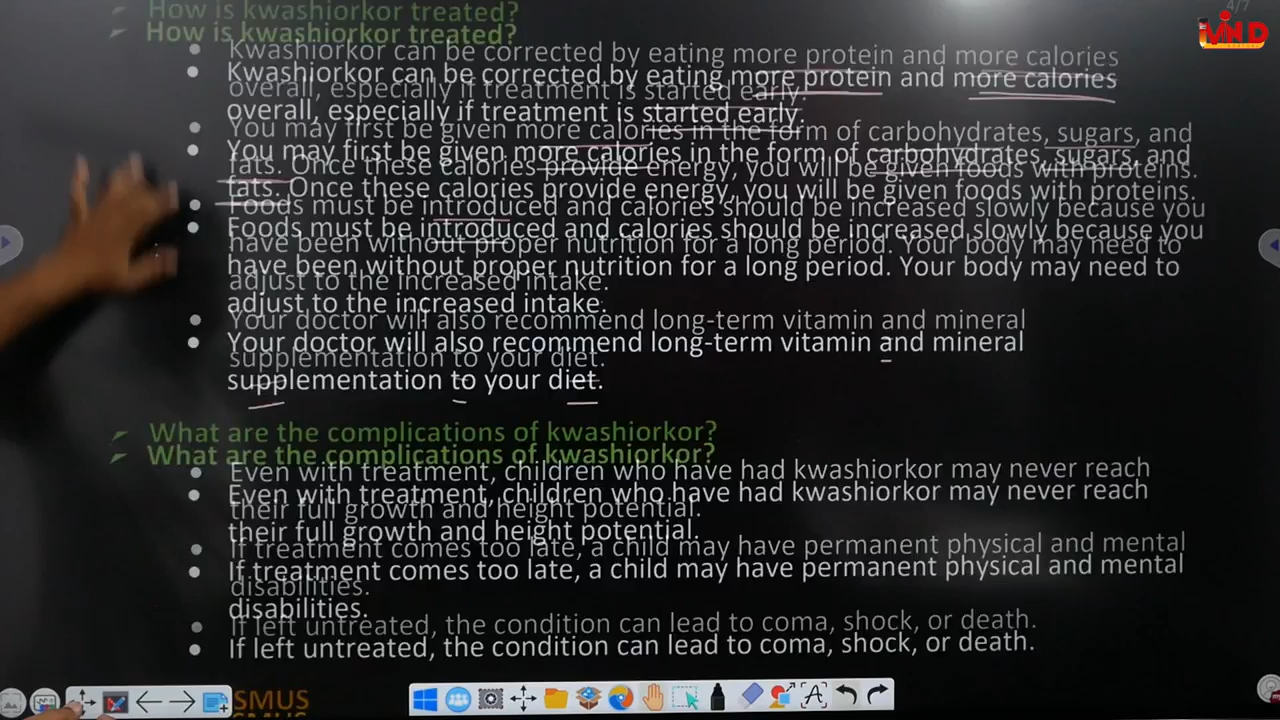 4/7
MIND
➢ How is kwashiorkor treated?
• Kwashiorkor can be corrected by eating more protein and more calories
overall, especially if treatment is started early.
• You may first be given more calories in the form of carbohydrates, sugars, and
fats. Once these calories provide energy, you will be given foods with proteins.
• Foods must be introduced and calories should be increased slowly because you
have been without proper nutrition for a long period. Your body may need to
adjust to the increased intake.
• Your doctor will also recommend long-term vitamin and mineral
supplementation to your diet.
➢ What are the complications of kwashiorkor?
• Even with treatment, children who have had kwashiorkor may never reach
their full growth and height potential.
• If treatment comes too late, a child may have permanent physical and mental
disabilities.
• If left untreated, the condition can lead to coma, shock, or death.
SMUS